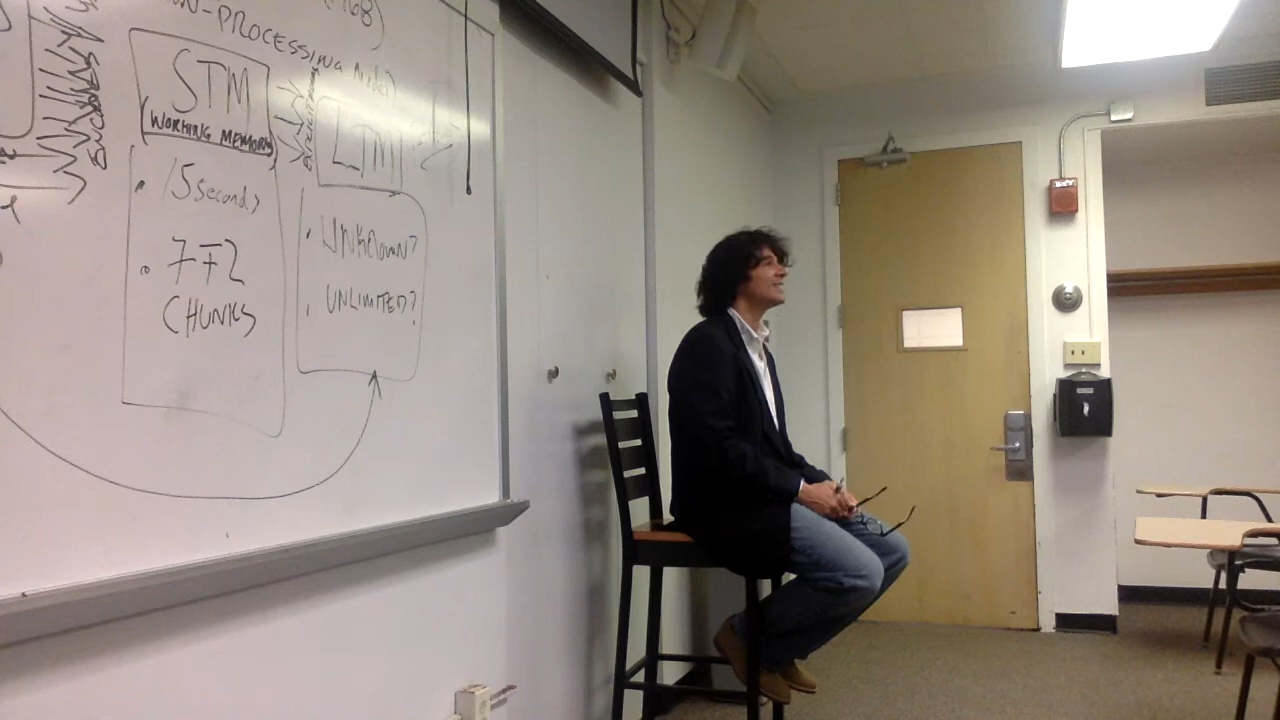 N-PROCESSING MODEL)
STM
WORKING MEMORY
LTM
15 seconds
7∓2
CHUNKS
UNKNOWN?
UNLIMITED?